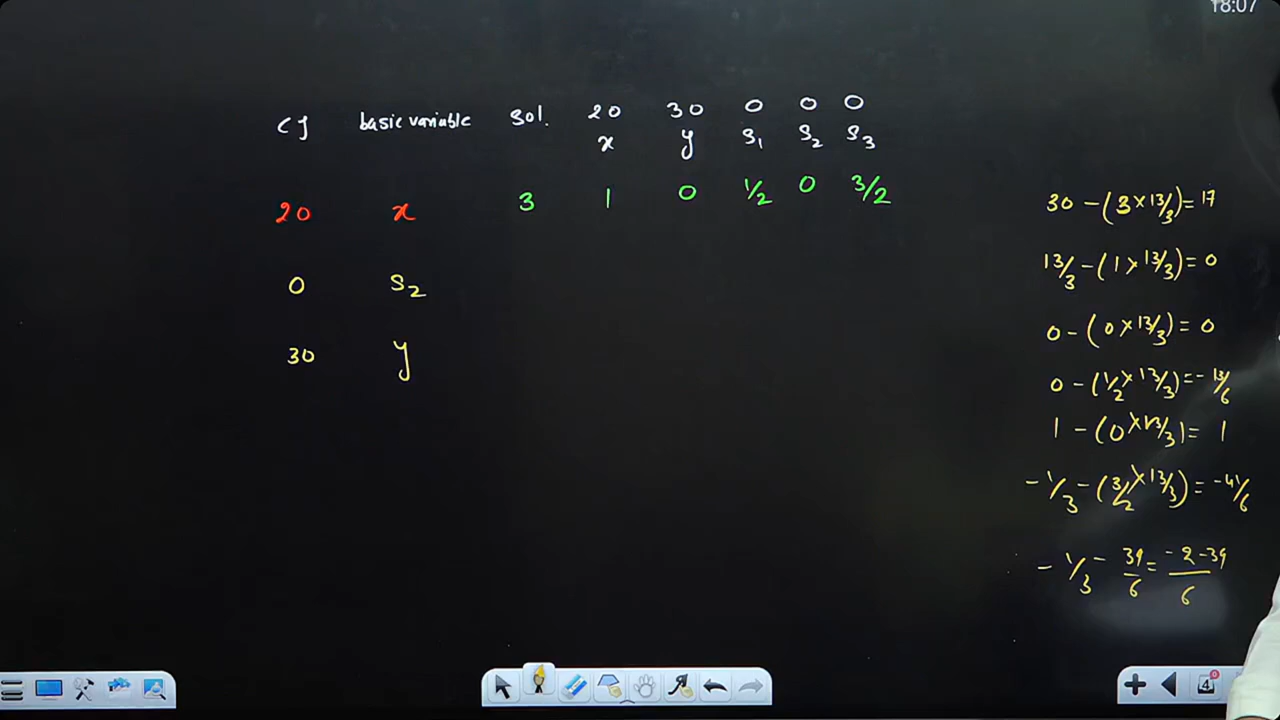 18:07
20 30 0 0 0
Cj basic variable Sol. x y S1 S2 S3
20 x 3 1 0 1/2 0 3/2
0 S2
30 y
30 - (3 × 13/3) = 17
13/3 - (1 × 13/3) = 0
0 - (0 × 13/3) = 0
0 - (1/2 × 13/3) = - 13/6
1 - (0 × 13/3) = 1
- 1/3 - (3/2 × 13/3) = - 41/6
- 1/3 - 39/6 = -2-39/6
4
0